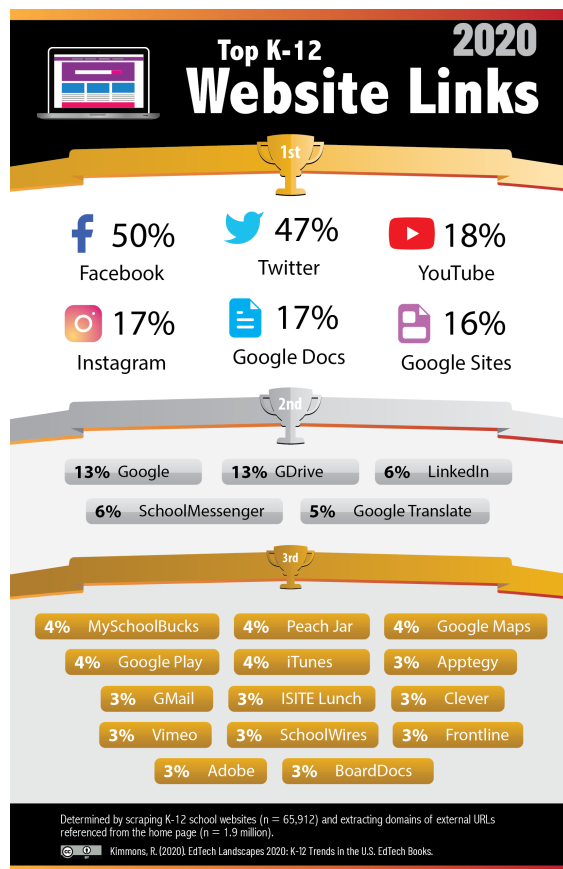 2020
Top K-12
Website Links
1st
50%
Facebook
47%
Twitter
18%
YouTube
17%
Instagram
17%
Google Docs
16%
Google Sites
2nd
13% Google
13% GDrive
6% LinkedIn
6% SchoolMessenger
5% Google Translate
3rd
4% MySchoolBucks
4% Peach Jar
4% Google Maps
4% Google Play
4% iTunes
3% Apptegy
3% GMail
3% ISITE Lunch
3% Clever
3% Vimeo
3% SchoolWires
3% Frontline
3% Adobe
3% BoardDocs
Determined by scraping K-12 school websites (n = 65,912) and extracting domains of external URLs
referenced from the home page (n = 1.9 million).
cc
BY
Kimmons, R. (2020). EdTech Landscapes 2020: K-12 Trends in the U.S. EdTech Books.